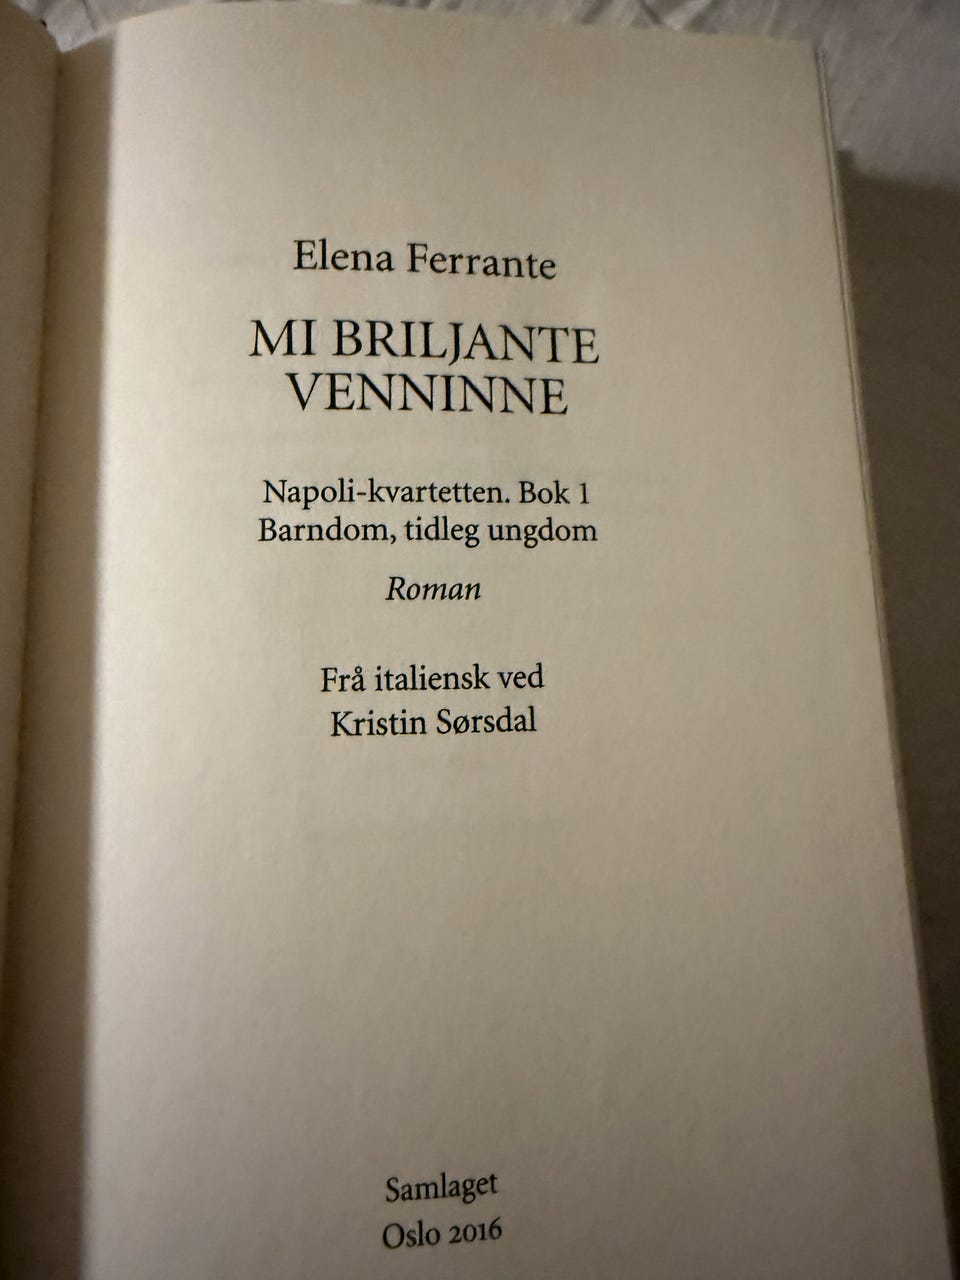 Elena Ferrante
MI BRILJANTE
VENNINNE
Napoli-kvartetten. Bok 1
Barndom, tidleg ungdom
Roman
Frå italiensk ved
Kristin Sørsdal
Samlaget
Oslo 2016